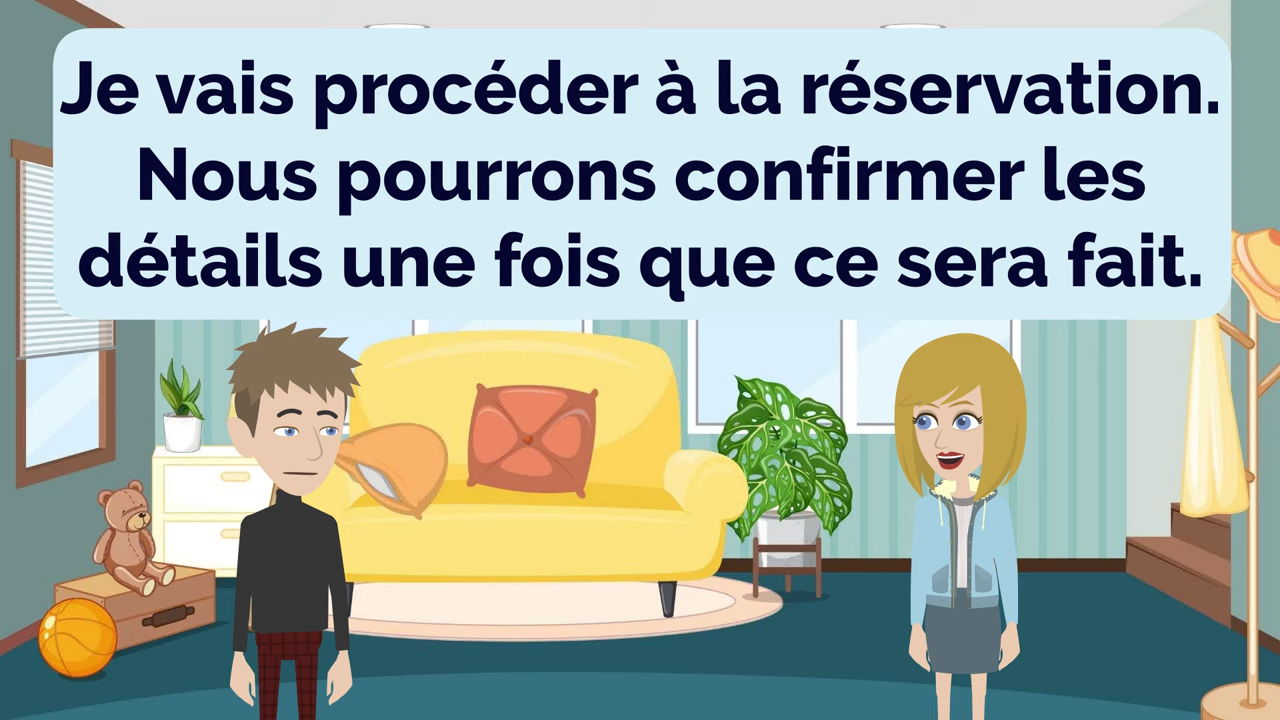 Je vais procéder à la réservation.
Nous pourrons confirmer les
détails une fois que ce sera fait.